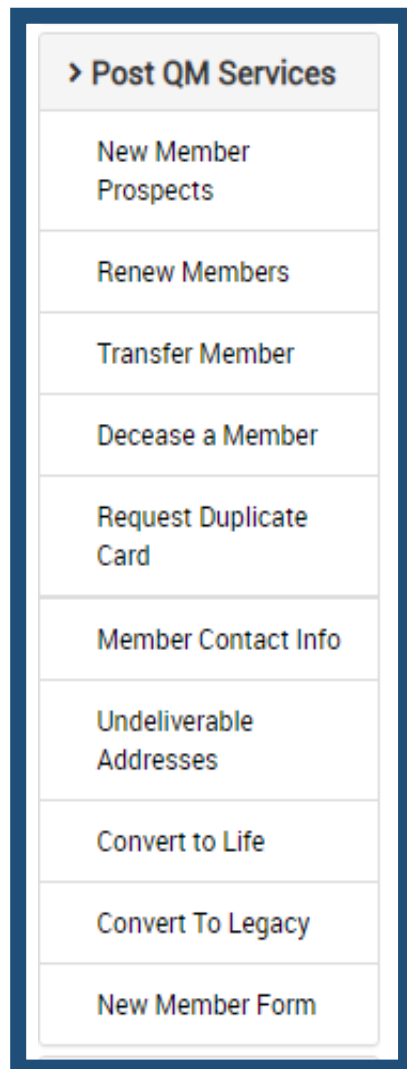 Post QM Services
New Member
Prospects
Renew Members
Transfer Member
Decease a Member
Request Duplicate
Card
Member Contact Info
Undeliverable
Addresses
Convert to Life
Convert To Legacy
New Member Form